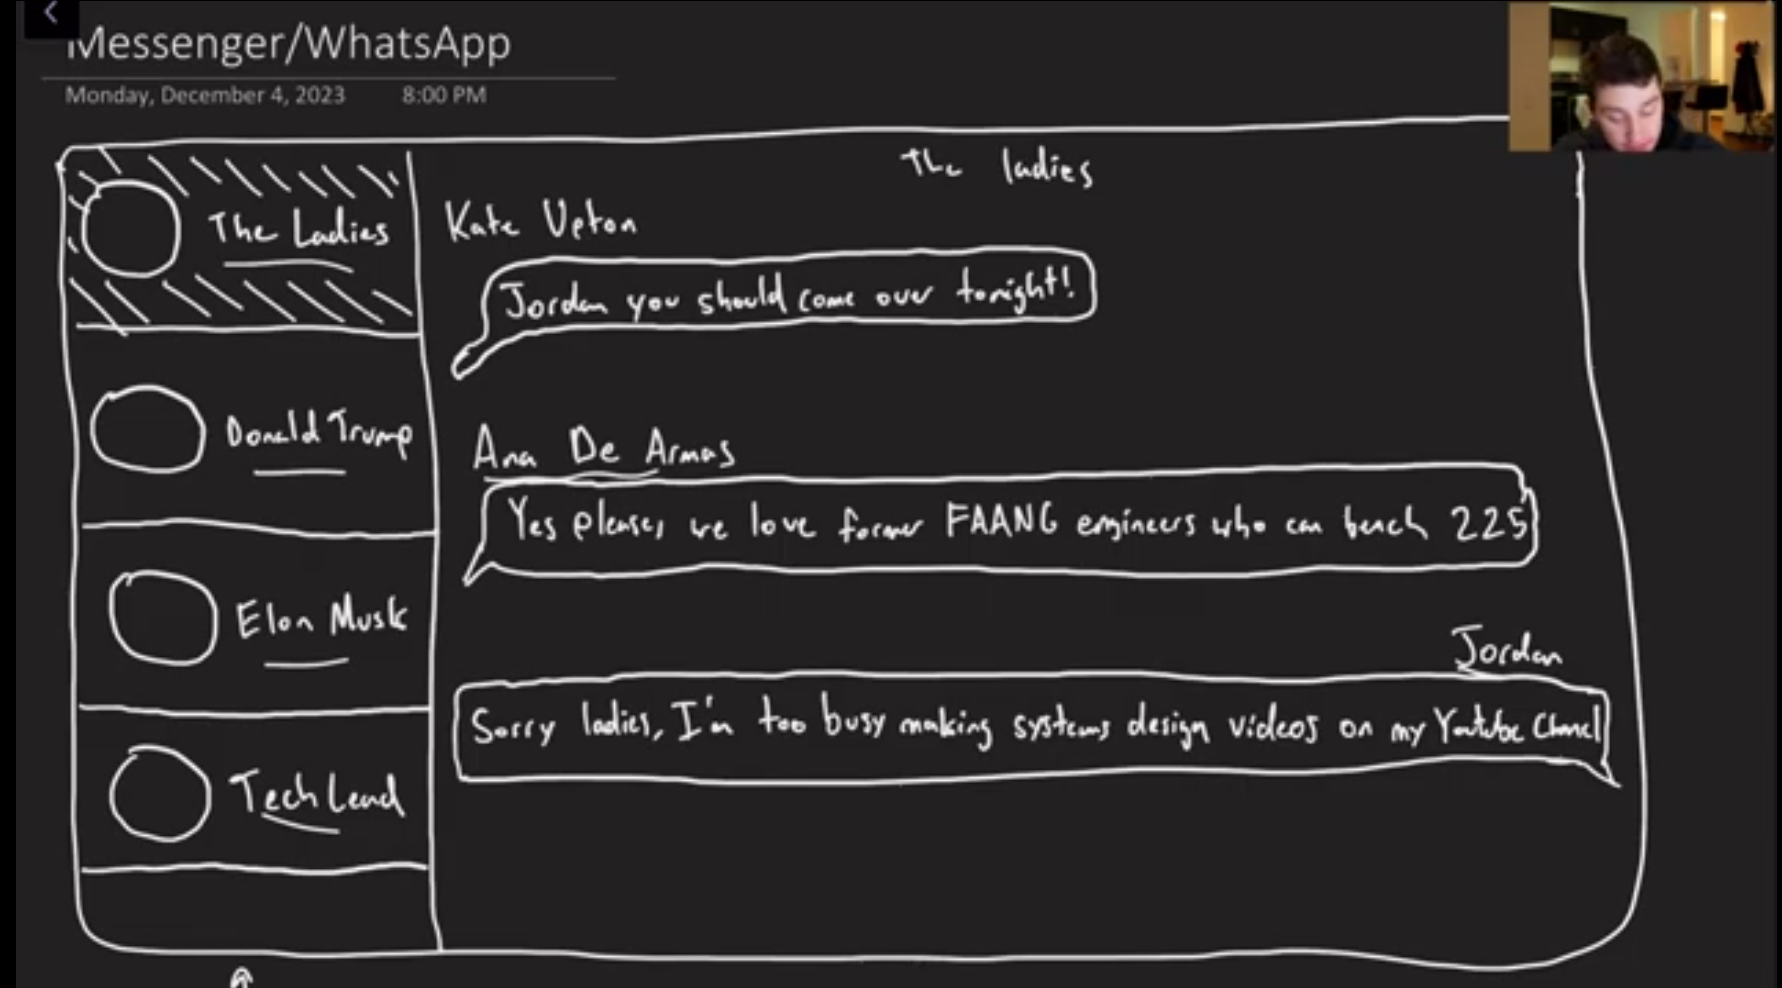 Messenger/WhatsApp
Monday, December 4, 2023 8:00 PM
The Ladies
Donald Trump
Elon Musk
Tech Lead
The ladies
Kate Upton
Jordan you should come over tonight!
Ana De Armas
Yes please, we love former FAANG engineers who can bench 225
Jordan
Sorry ladies, I'm too busy making systems design videos on my Youtube Channel